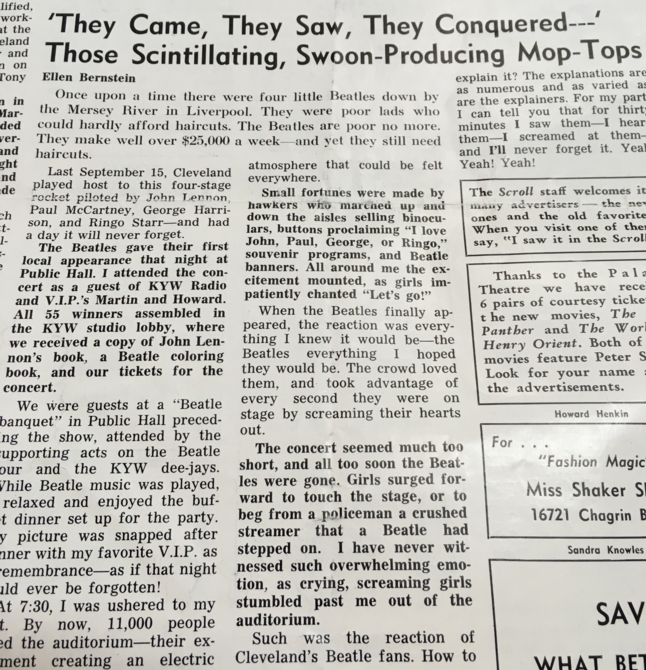 lified,
work-
at the
eland
and
n on
Tony
n in
Mar-
ded
ver-
and
ght
nd
de
ch
'They Came, They Saw, They Conquered---'
Those Scintillating, Swoon-Producing Mop-Tops
Ellen Bernstein
Once upon a time there were four little Beatles down by
the Mersey River in Liverpool. They were poor lads who
could hardly afford haircuts. The Beatles are poor no more.
They make well over $25,000 a week—and yet they still need
haircuts.
Last September 15, Cleveland
played host to this four-stage
rocket piloted by John Lennon,
Paul McCartney, George Harri-
son, and Ringo Starr—and had
a day it will never forget.
The Beatles gave their first
local appearance that night at
Public Hall. I attended the con-
cert as a guest of KYW Radio
and V.I.P.'s Martin and Howard.
All 55 winners assembled in
the KYW studio lobby, where
we received a copy of John Len-
non's book, a Beatle coloring
book, and our tickets for the
concert.
We were guests at a "Beatle
banquet" in Public Hall preced-
ing the show, attended by the
supporting acts on the Beatle
our and the KYW dee-jays.
While Beatle music was played,
relaxed and enjoyed the buf-
t dinner set up for the party.
y picture was snapped after
nner with my favorite V.I.P. as
remembrance—as if that night
uld ever be forgotten!
At 7:30, I was ushered to my
t. By now, 11,000 people
ed the auditorium—their ex-
ment creating an electric
atmosphere that could be felt
everywhere.
Small fortunes were made by
hawkers who marched up and
down the aisles selling binocu-
lars, buttons proclaiming "I love
John, Paul, George, or Ringo,"
souvenir programs, and Beatle
banners. All around me the ex-
citement mounted, as girls im-
patiently chanted "Let's go!"
When the Beatles finally ap-
peared, the reaction was every-
thing I knew it would be—the
Beatles everything I hoped
they would be. The crowd loved
them, and took advantage of
every second they were on
stage by screaming their hearts
out.
The concert seemed much too
short, and all too soon the Beat-
les were gone. Girls surged for-
ward to touch the stage, or to
beg from a policeman a crushed
streamer that a Beatle had
stepped on. I have never wit-
nessed such overwhelming emo-
tion, as crying, screaming girls
stumbled past me out of the
auditorium.
Such was the reaction of
Cleveland's Beatle fans. How to
explain it? The explanations are
as numerous and as varied as
are the explainers. For my part
I can tell you that for thirty
minutes I saw them—I hear
them—I screamed at them—
and I'll never forget it. Yea
Yeah! Yeah!
The Scroll staff welcomes it
many advertisers — the new
ones and the old favorite
When you visit one of them
say, "I saw it in the Scroll
Thanks to the Pala
Theatre we have rece
6 pairs of courtesy ticke
the new movies, The
Panther and The Wor
Henry Orient. Both of
movies feature Peter S
Look for your name
the advertisements.
Howard Henkin
For . . .
"Fashion Magic
Miss Shaker S
16721 Chagrin B
Sandra Knowles
SAV
WHAT BET